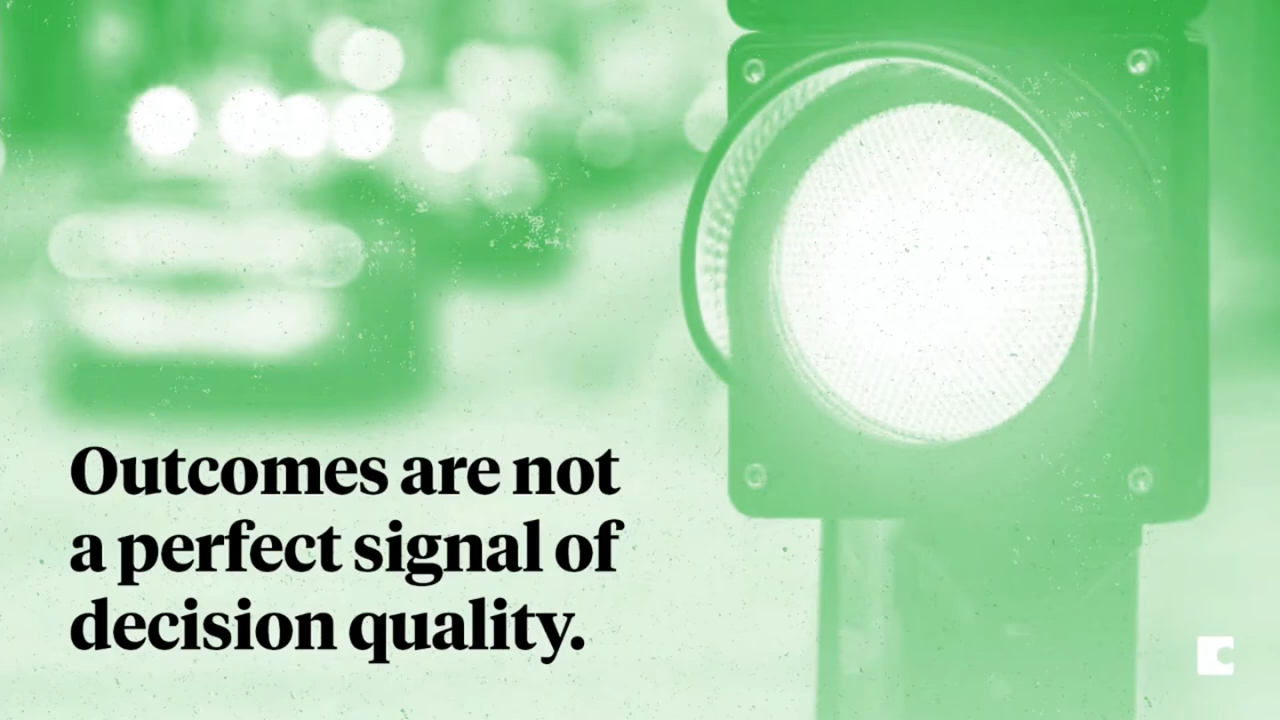 Outcomes are not
a perfect signal of
decision quality.